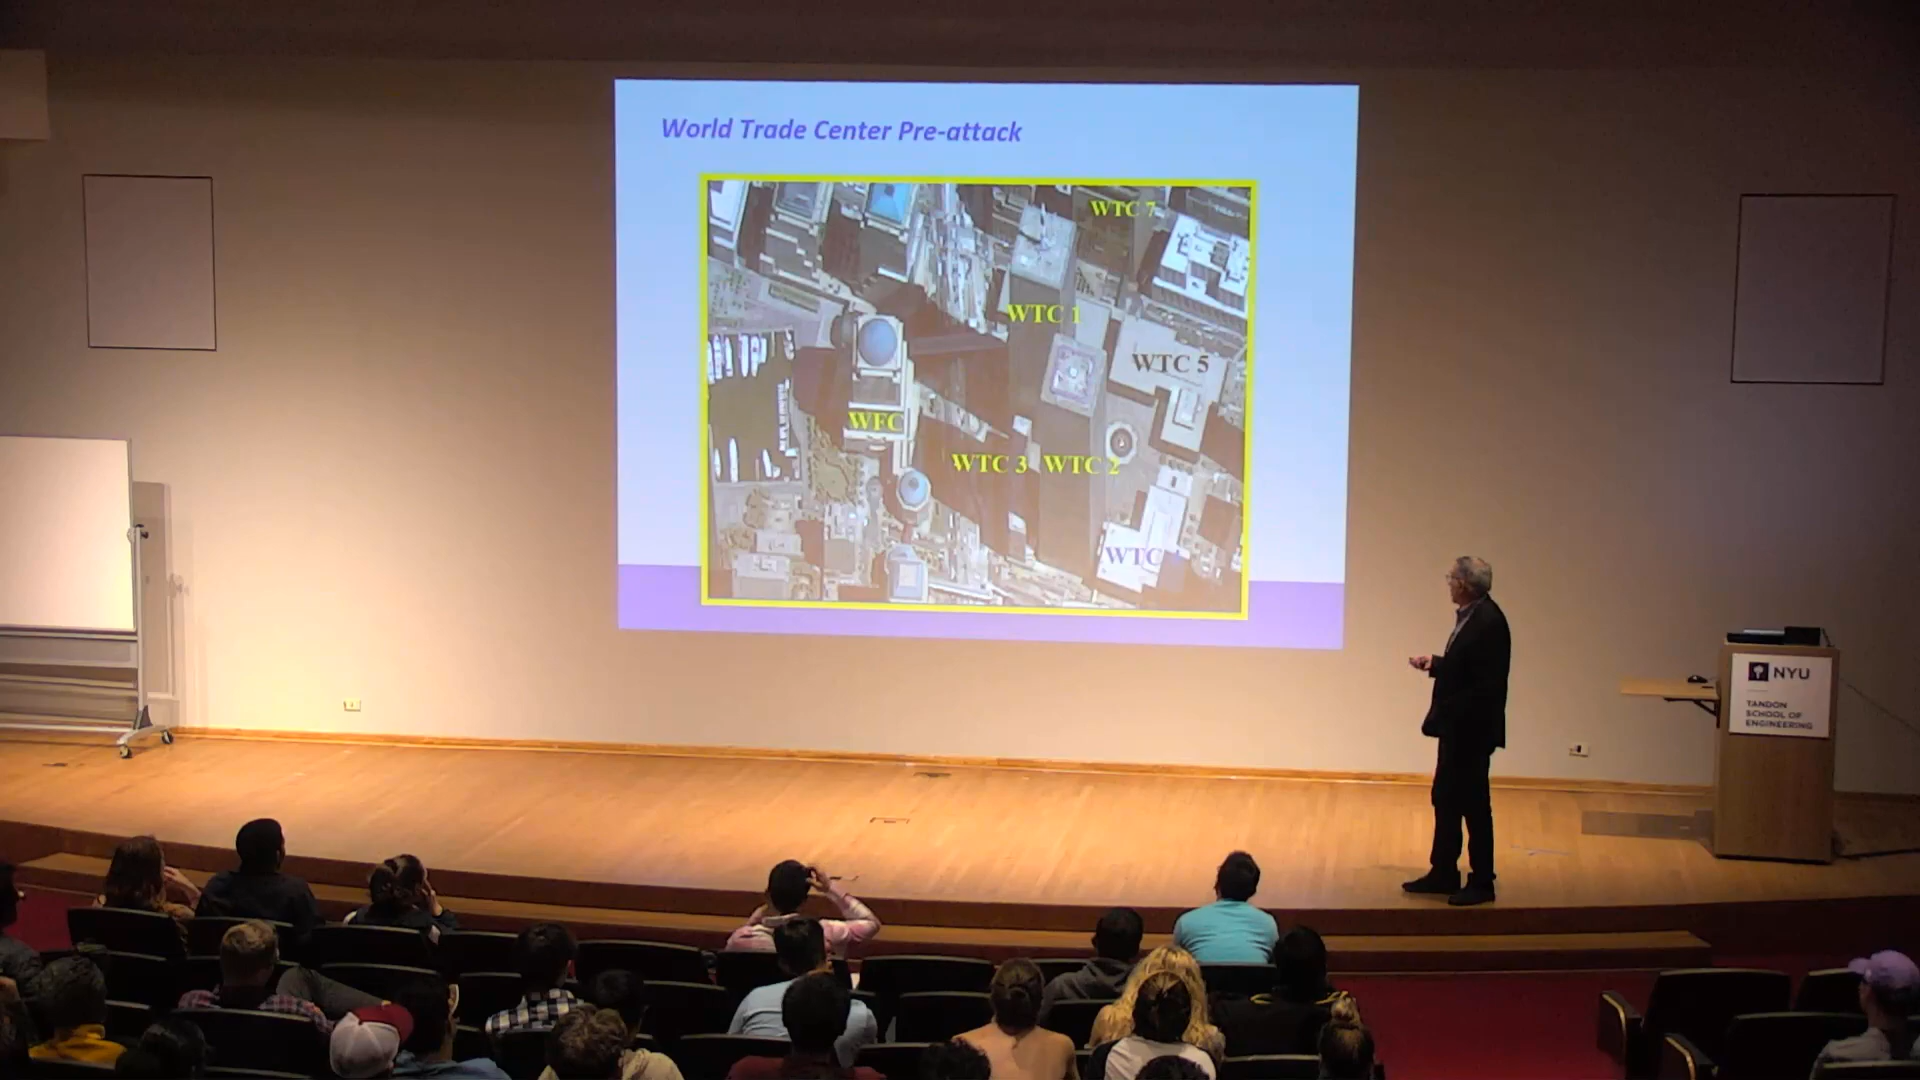 World Trade Center Pre-attack
WTC 7
WTC 1
WTC 5
WFC
WTC 3 WTC 2
WTC
NYU
TANDON
SCHOOL OF
ENGINEERING